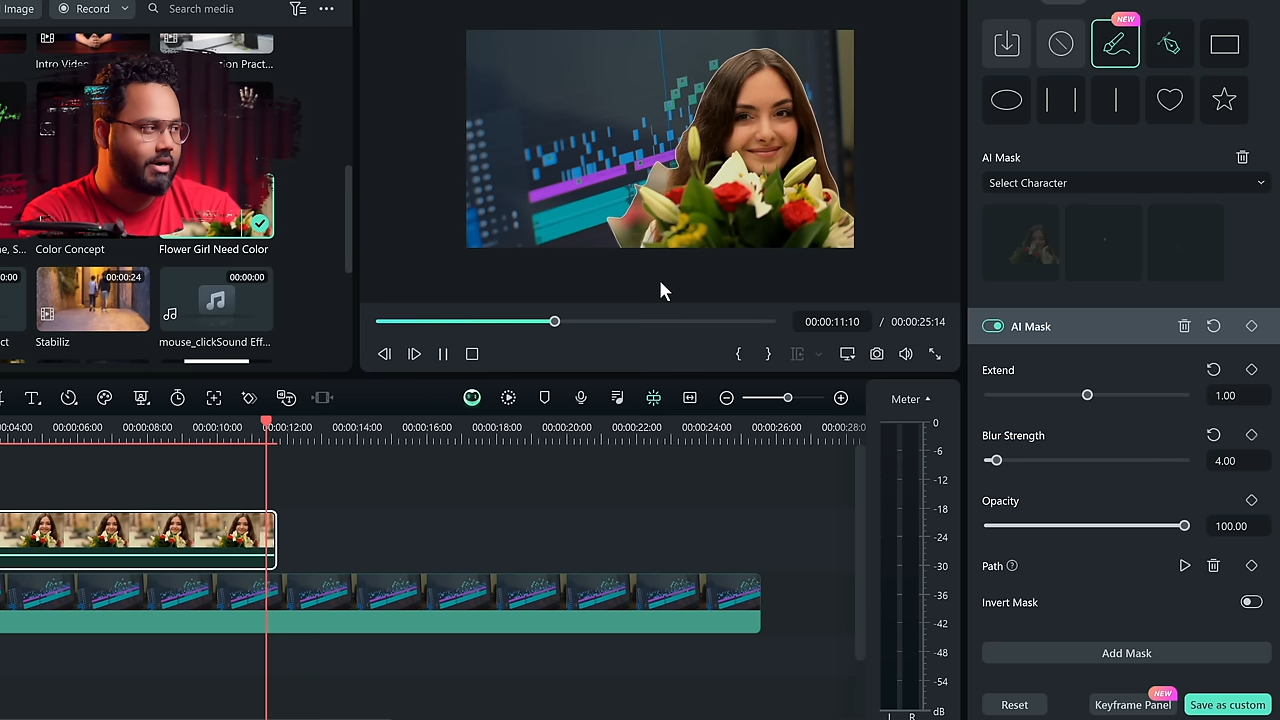 Image
Record
Search media
NEW
Intro Video
ion Pract...
AI Mask
Select Character
e, S...
Color Concept
Flower Girl Need Color
0:00
00:00:24
00:00:00
ct
Stabiliz
mouse_clickSound Eff...
00:00:11:10 / 00:00:25:14
AI Mask
Extend
1.00
Blur Strength
4.00
Opacity
100.00
Path
Invert Mask
Add Mask
NEW
Reset
Keyframe Panel
Save as custom
Meter
00:04:00
00:00:06:00
00:00:08:00
00:00:10:00
00:00:12:00
00:00:14:00
00:00:16:00
00:00:18:00
00:00:20:00
00:00:22:00
00:00:24:00
00:00:26:00
00:00:28:0
0
-6
-12
-18
-24
-30
-36
-42
-48
-54
dB
L R